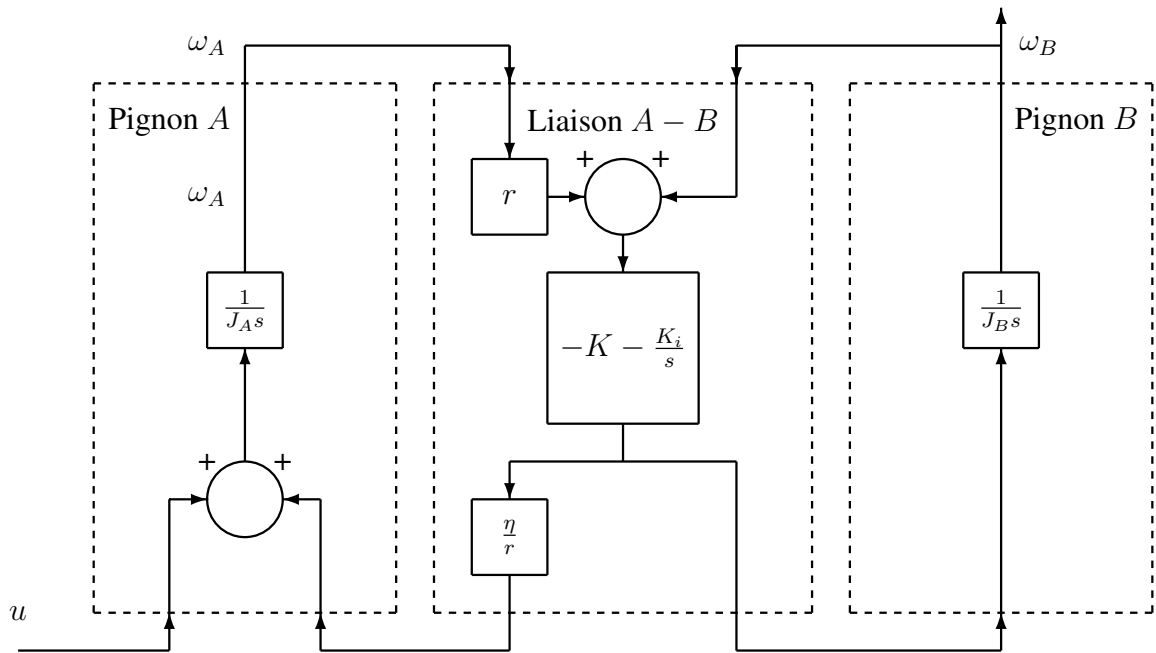 ω_A
ω_B
Pignon A
Liaison A − B
Pignon B
+ +
ω_A
r
1/(J_A s)
−K − K_i/s
1/(J_B s)
+ +
η/r
u